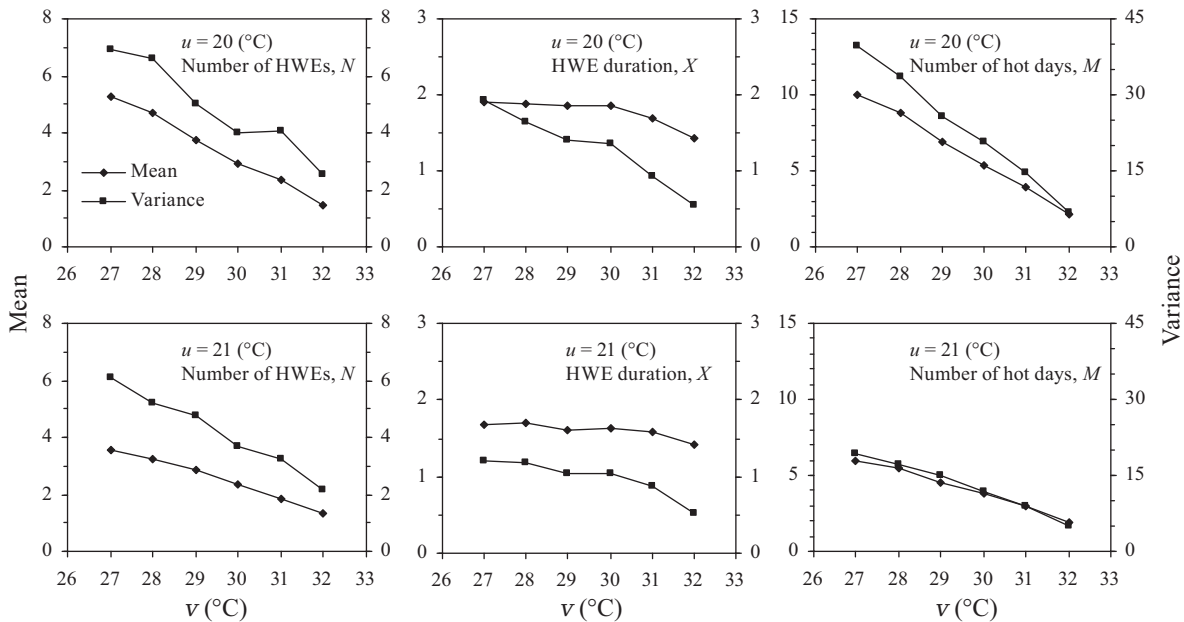 8 8 3 3 15 45
u = 20 (°C) u = 20 (°C) u = 20 (°C)
Number of HWEs, N HWE duration, X Number of hot days, M
6 6 2 2 10 30
4 4
Mean 1 1 5 15
2 2
Variance
0 0 0 0 0 0
26 27 28 29 30 31 32 33 26 27 28 29 30 31 32 33 26 27 28 29 30 31 32 33
Mean
Variance
8 8 3 3 15 45
u = 21 (°C) u = 21 (°C) u = 21 (°C)
Number of HWEs, N HWE duration, X Number of hot days, M
6 6 2 2 10 30
4 4
1 1 5 15
2 2
0 0 0 0 0 0
26 27 28 29 30 31 32 33 26 27 28 29 30 31 32 33 26 27 28 29 30 31 32 33
v (°C) v (°C) v (°C)